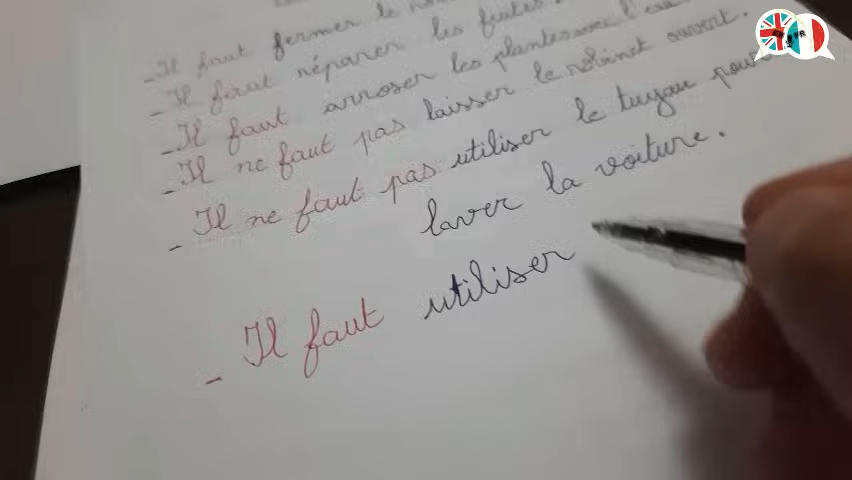 - Il faut fermer le
- Il faut réparer les fuites.
- Il faut arroser les plantes avec l'eau
- Il ne faut pas laisser le robinet ouvert.
- Il ne faut pas utiliser le tuyau pour
laver la voiture.
- Il faut utiliser